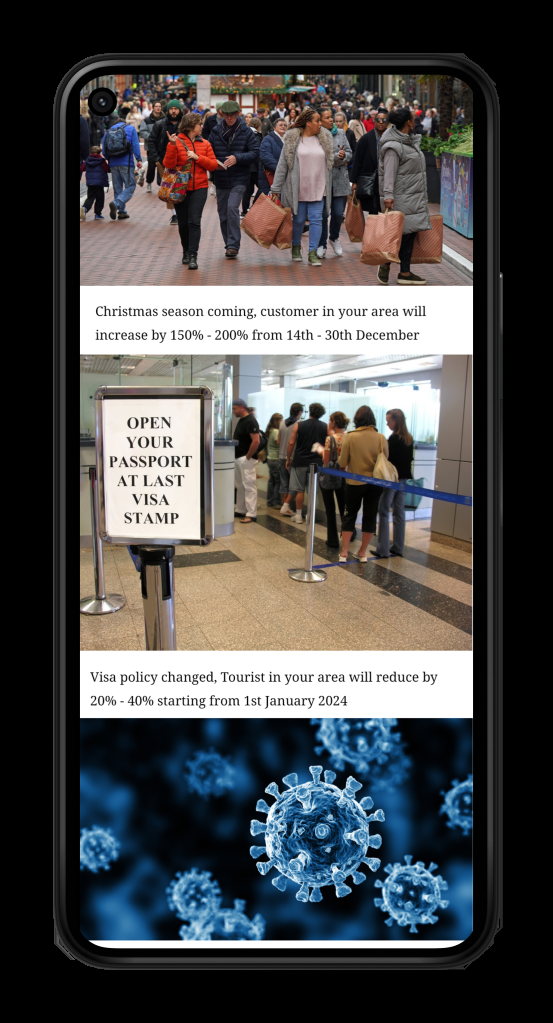 Christmas season coming, customer in your area will
increase by 150% - 200% from 14th - 30th December
OPEN
YOUR
PASSPORT
AT LAST
VISA
STAMP
Visa policy changed, Tourist in your area will reduce by
20% - 40% starting from 1st January 2024